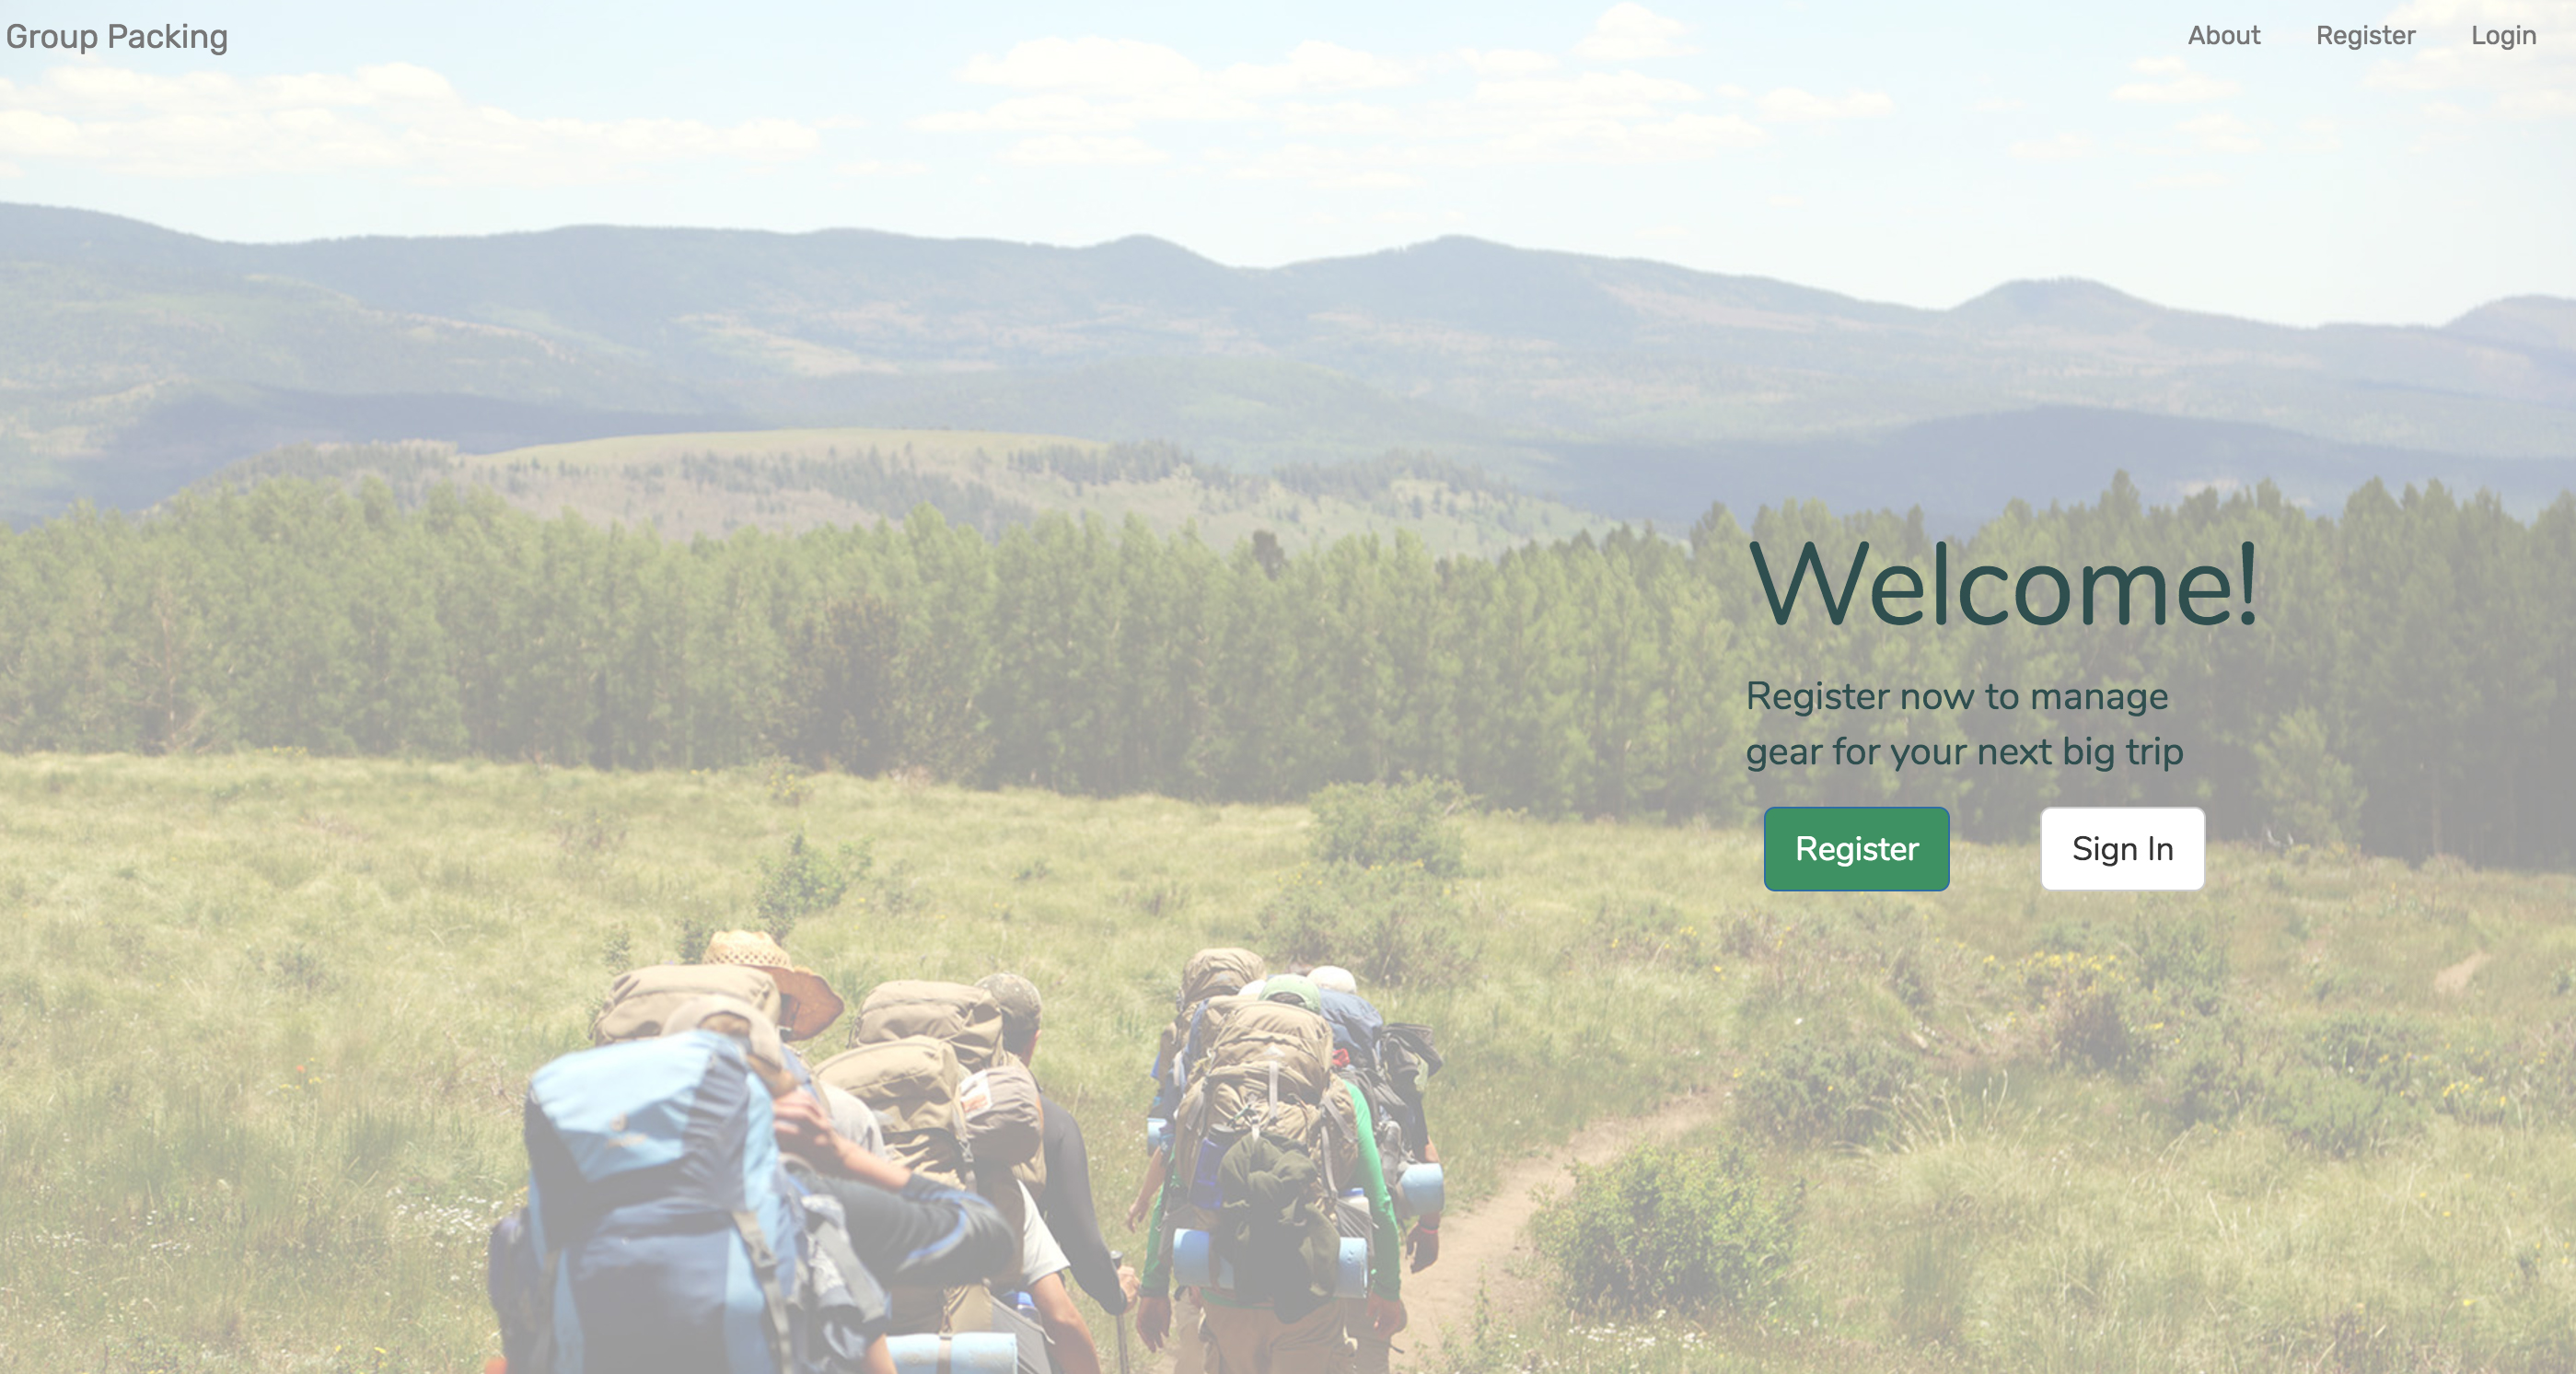 Group Packing
About Register Login
Welcome!
Register now to manage
gear for your next big trip
Register Sign In